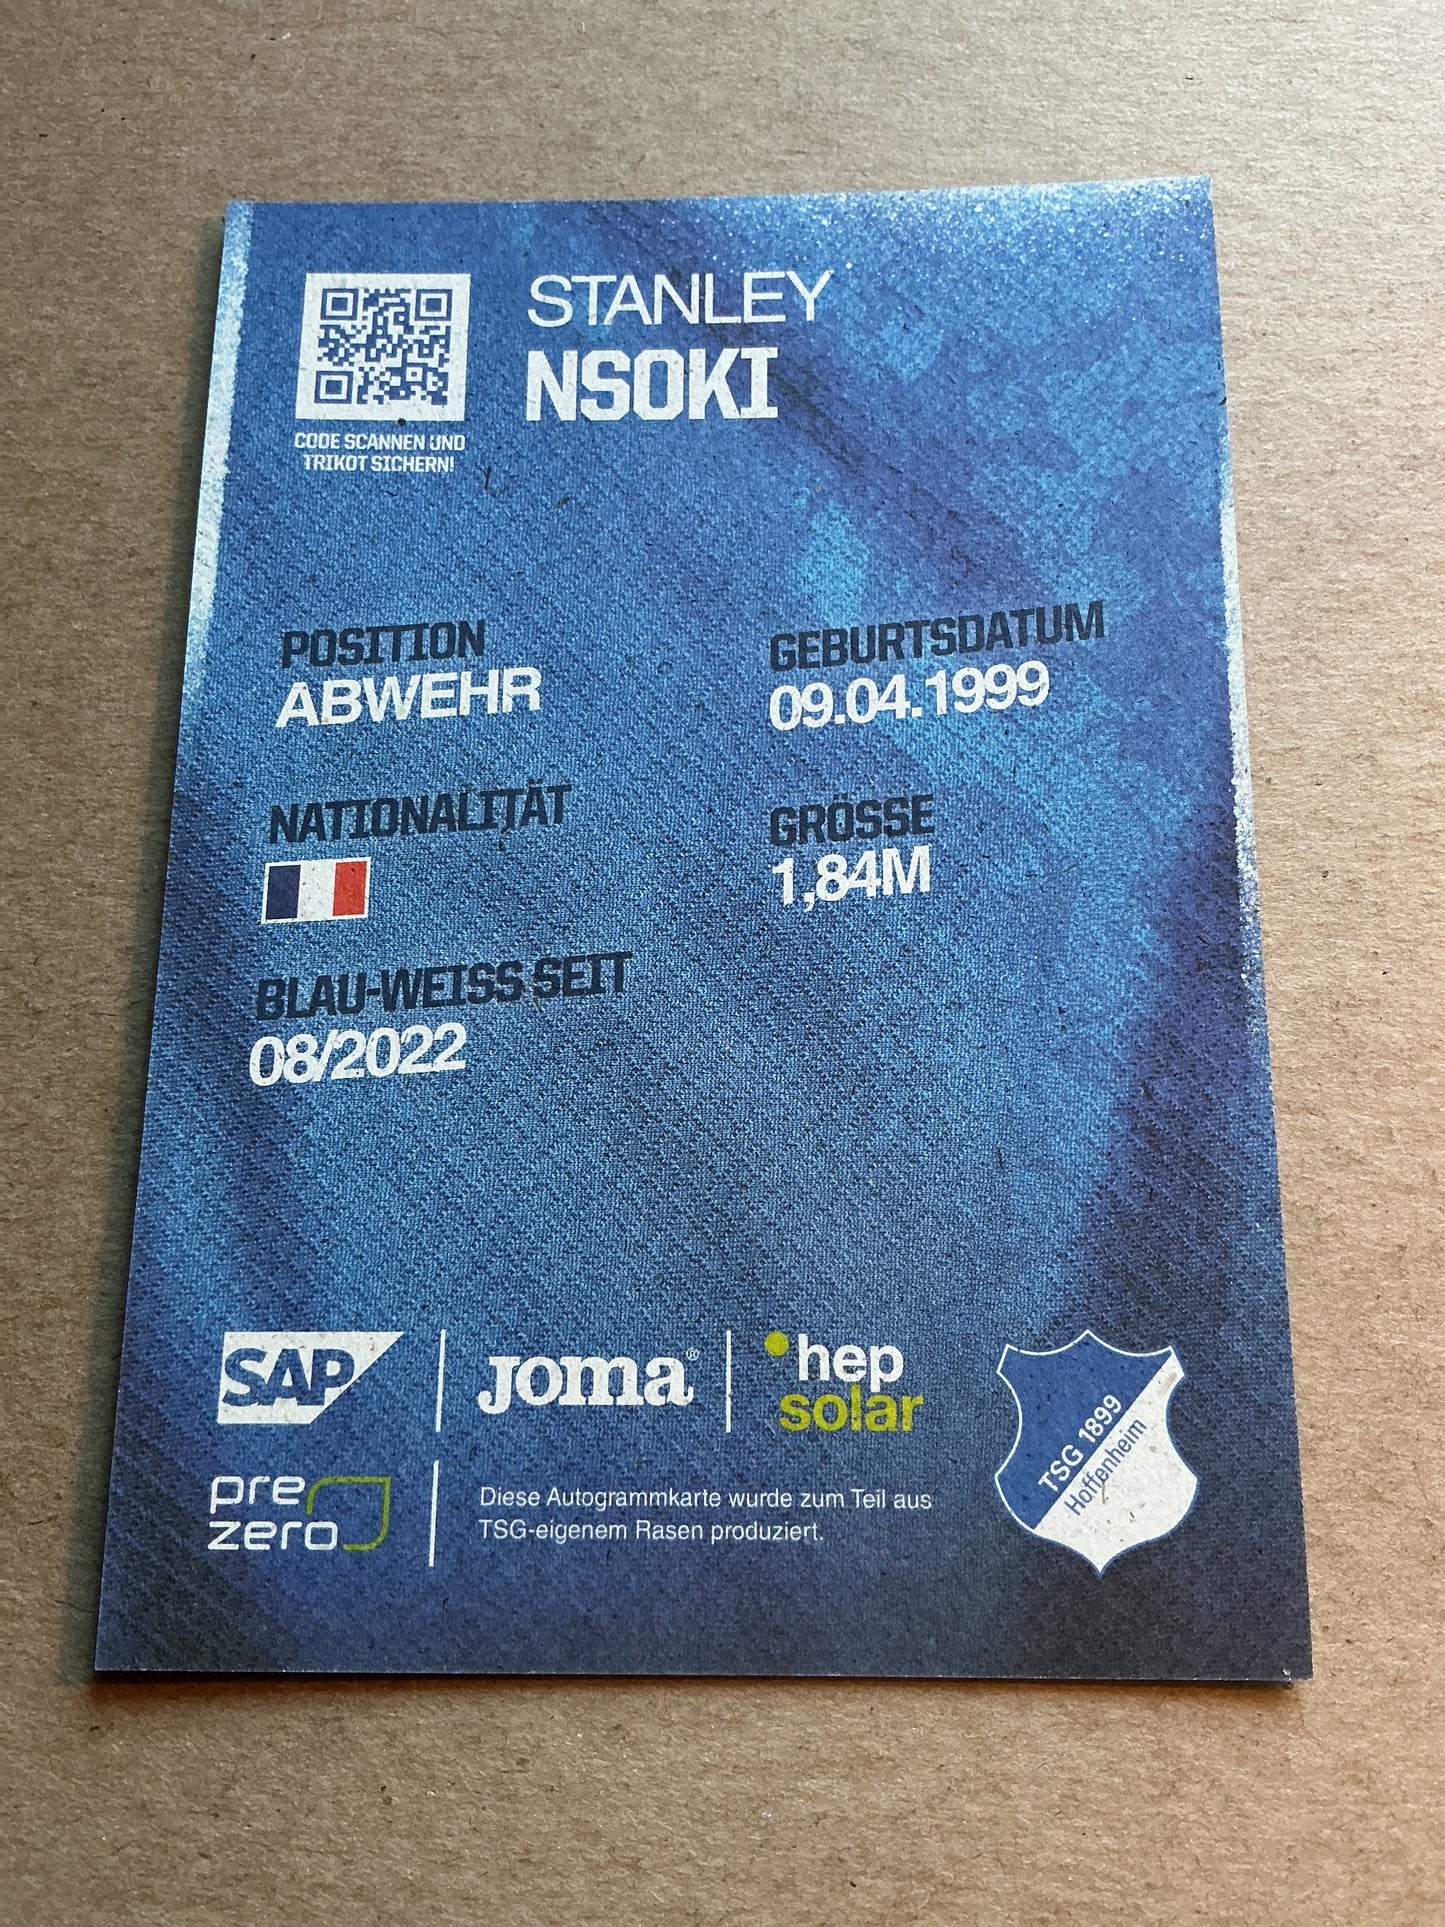 STANLEY
NSOKI
CODE SCANNEN UND
TRIKOT SICHERN!
POSITION
ABWEHR
GEBURTSDATUM
09.04.1999
NATIONALITÄT
GRÖSSE
1,84M
BLAU-WEISS SEIT
08/2022
SAP
JOMA®
hep
solar
pre
zero
Diese Autogrammkarte wurde zum Teil aus
TSG-eigenem Rasen produziert.
TSG 1899
Hoffenheim